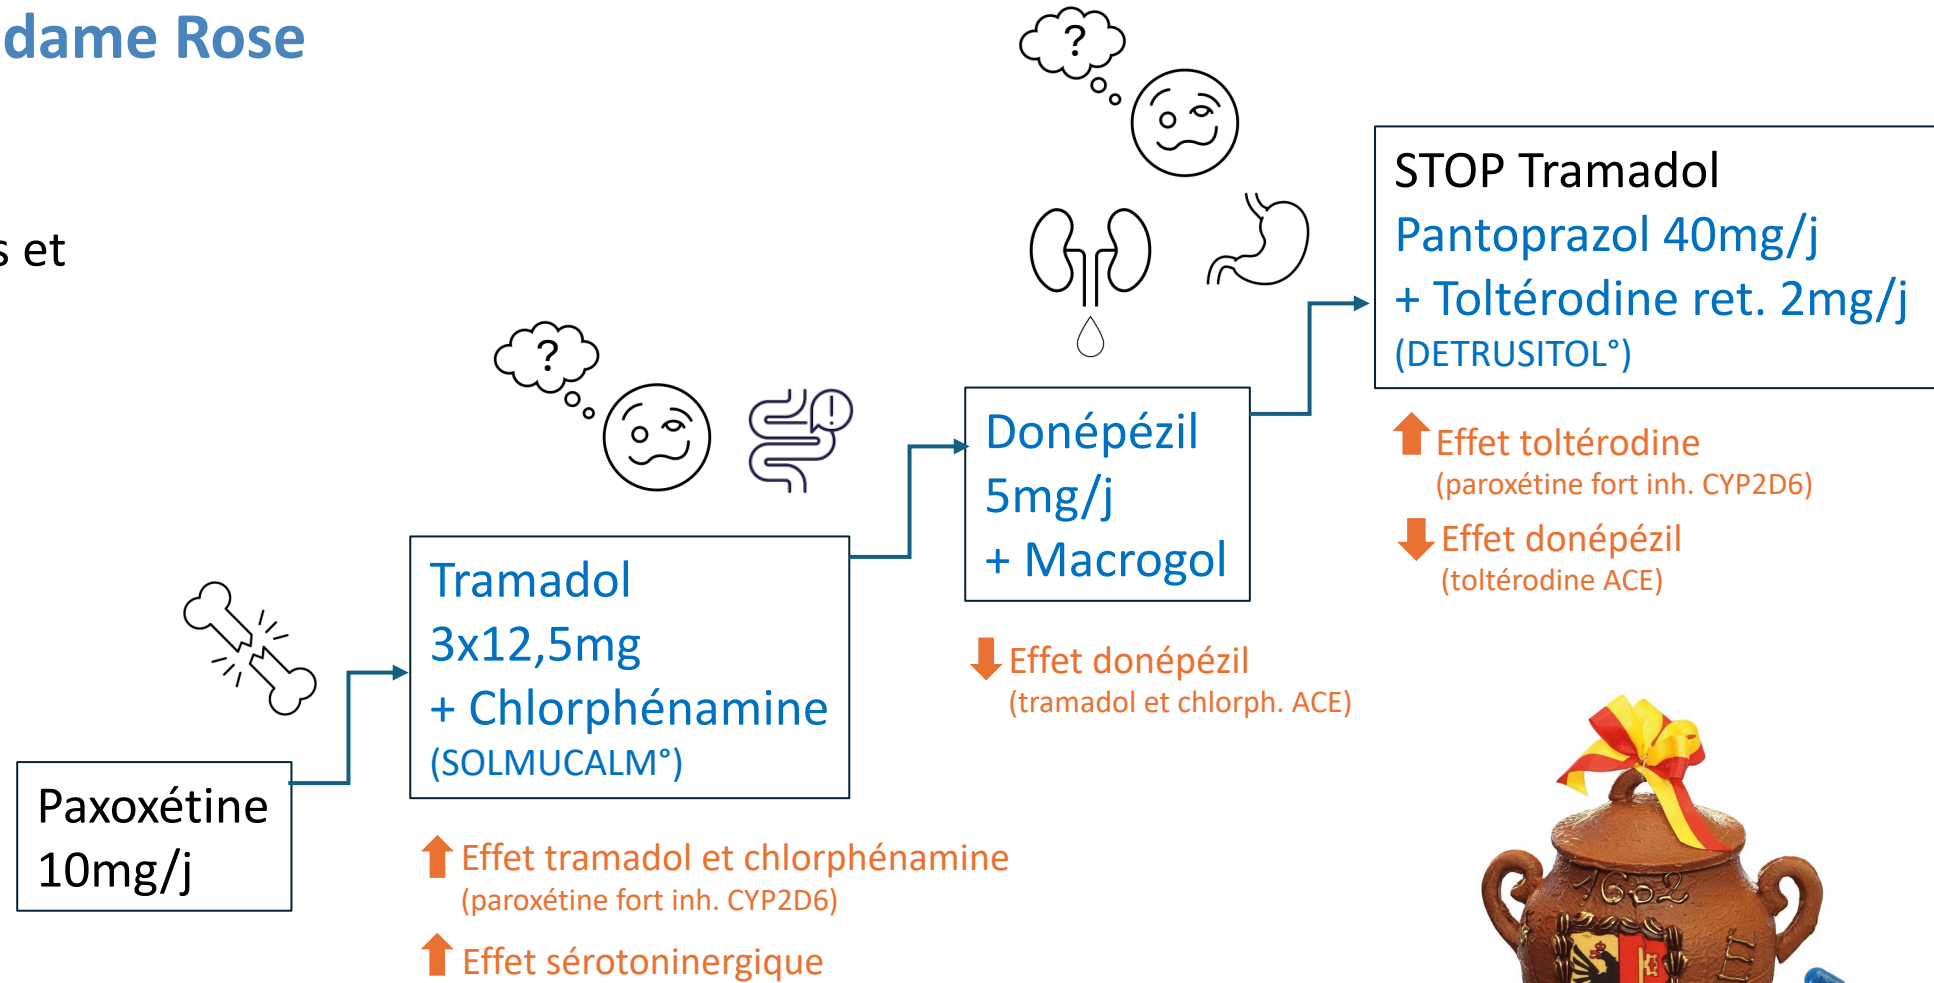 dame Rose
s et
?
?
STOP Tramadol
Pantoprazol 40mg/j
+ Toltérodine ret. 2mg/j
(DETRUSITOL°)
Effet toltérodine
(paroxétine fort inh. CYP2D6)
Effet donépézil
(toltérodine ACE)
Donépézil
5mg/j
+ Macrogol
Effet donépézil
(tramadol et chlorph. ACE)
Tramadol
3x12,5mg
+ Chlorphénamine
(SOLMUCALM°)
Effet tramadol et chlorphénamine
(paroxétine fort inh. CYP2D6)
Effet sérotoninergique
Paxoxétine
10mg/j
!
1602